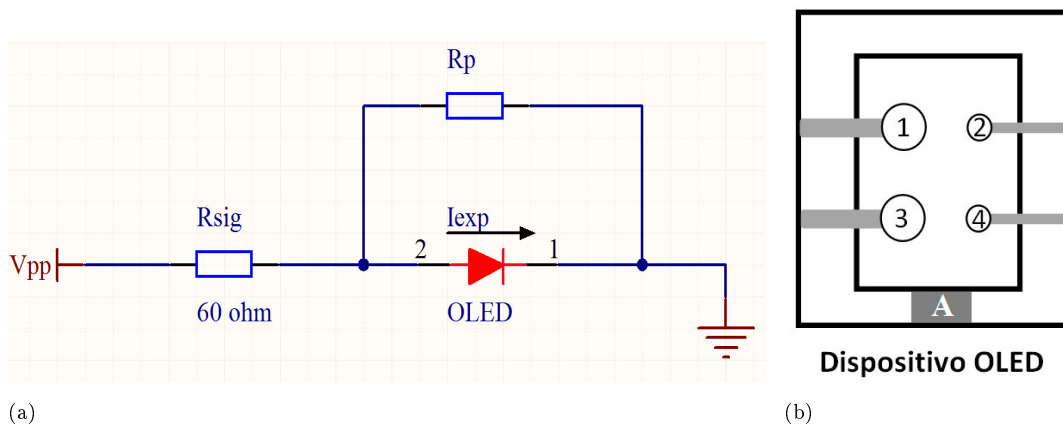 Rp
Rsig
Iexp
Vpp
2
1
60 ohm
OLED
(a)
1
2
3
4
A
Dispositivo OLED
(b)